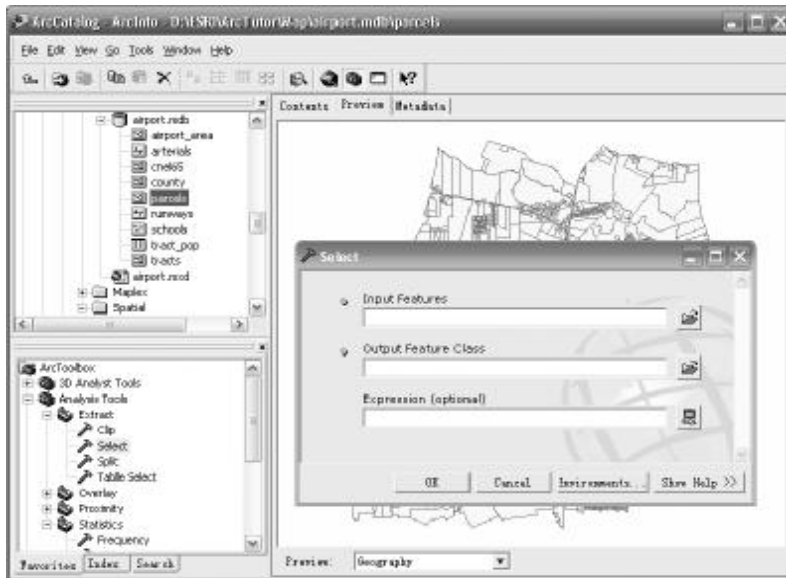 ArcCatalog - ArcInfo - D:\ESRI\ArcTutor\Map\airport.mdb\parcels
File Edit View Go Tools Window Help
Contents Preview Metadata
airport.mdb
airport_area
arterials
cnel65
county
parcels
runways
schools
tract_pop
tracts
airport.mxd
Maplex
Spatial
Select
Input Features
Output Feature Class
Expression (optional)
OK Cancel Environments... Show Help >>
ArcToolbox
3D Analyst Tools
Analysis Tools
Extract
Clip
Select
Split
Table Select
Overlay
Proximity
Statistics
Frequency
Favorites Index Search
Preview: Geography